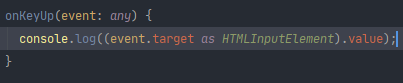 onKeyUp(event: any) {
  console.log((event.target as HTMLInputElement).value);
}